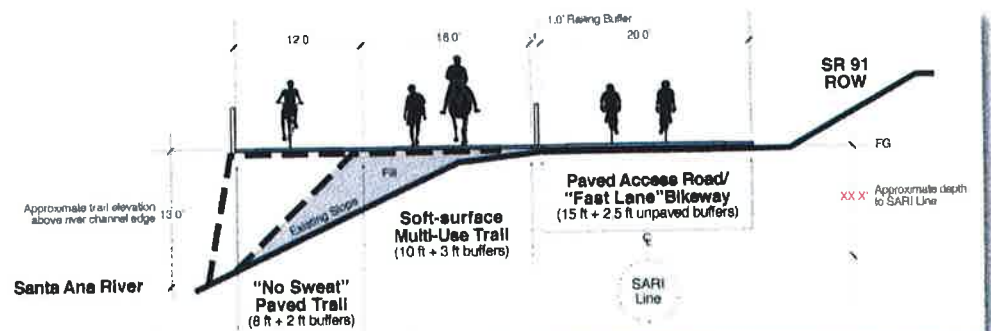 1.0' Railing Buffer
12.0'
16.0'
20.0'
SR 91
ROW
FG
Fill
Existing Slope
Approximate trail elevation
above river channel edge
13.0'
Paved Access Road/
"Fast Lane" Bikeway
(15 ft + 2.5 ft unpaved buffers)
XX X'
Approximate depth
to SARI Line
Soft-surface
Multi-Use Trail
(10 ft + 3 ft buffers)
Santa Ana River
"No Sweat"
Paved Trail
(8 ft + 2 ft buffers)
SARI
Line